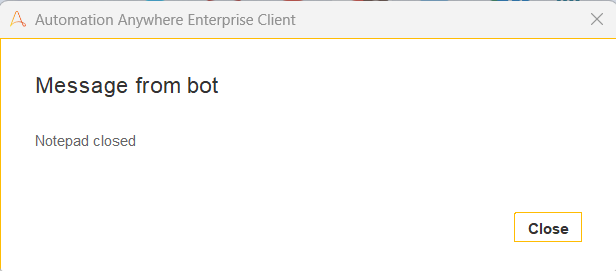 Automation Anywhere Enterprise Client
Message from bot
Notepad closed
Close